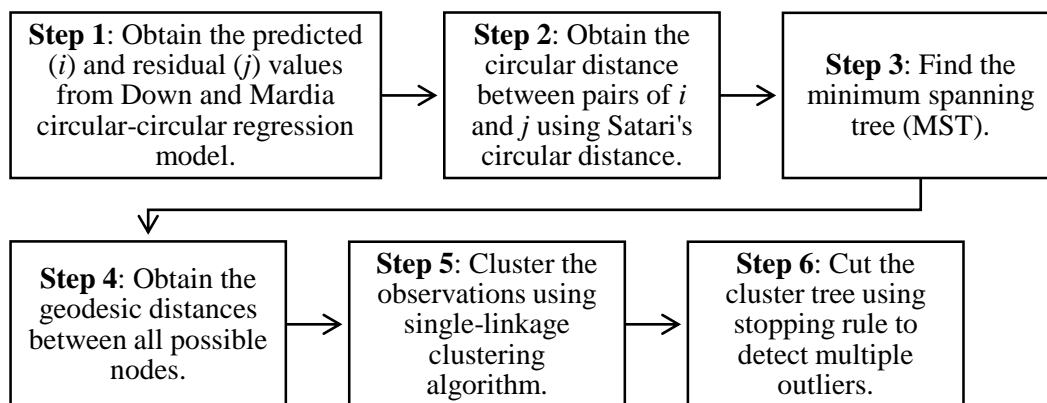 Step 1: Obtain the predicted
(i) and residual (j) values
from Down and Mardia
circular-circular regression
model.
Step 2: Obtain the
circular distance
between pairs of i
and j using Satari's
circular distance.
Step 3: Find the
minimum spanning
tree (MST).
Step 4: Obtain the
geodesic distances
between all possible
nodes.
Step 5: Cluster the
observations using
single-linkage
clustering
algorithm.
Step 6: Cut the
cluster tree using
stopping rule to
detect multiple
outliers.